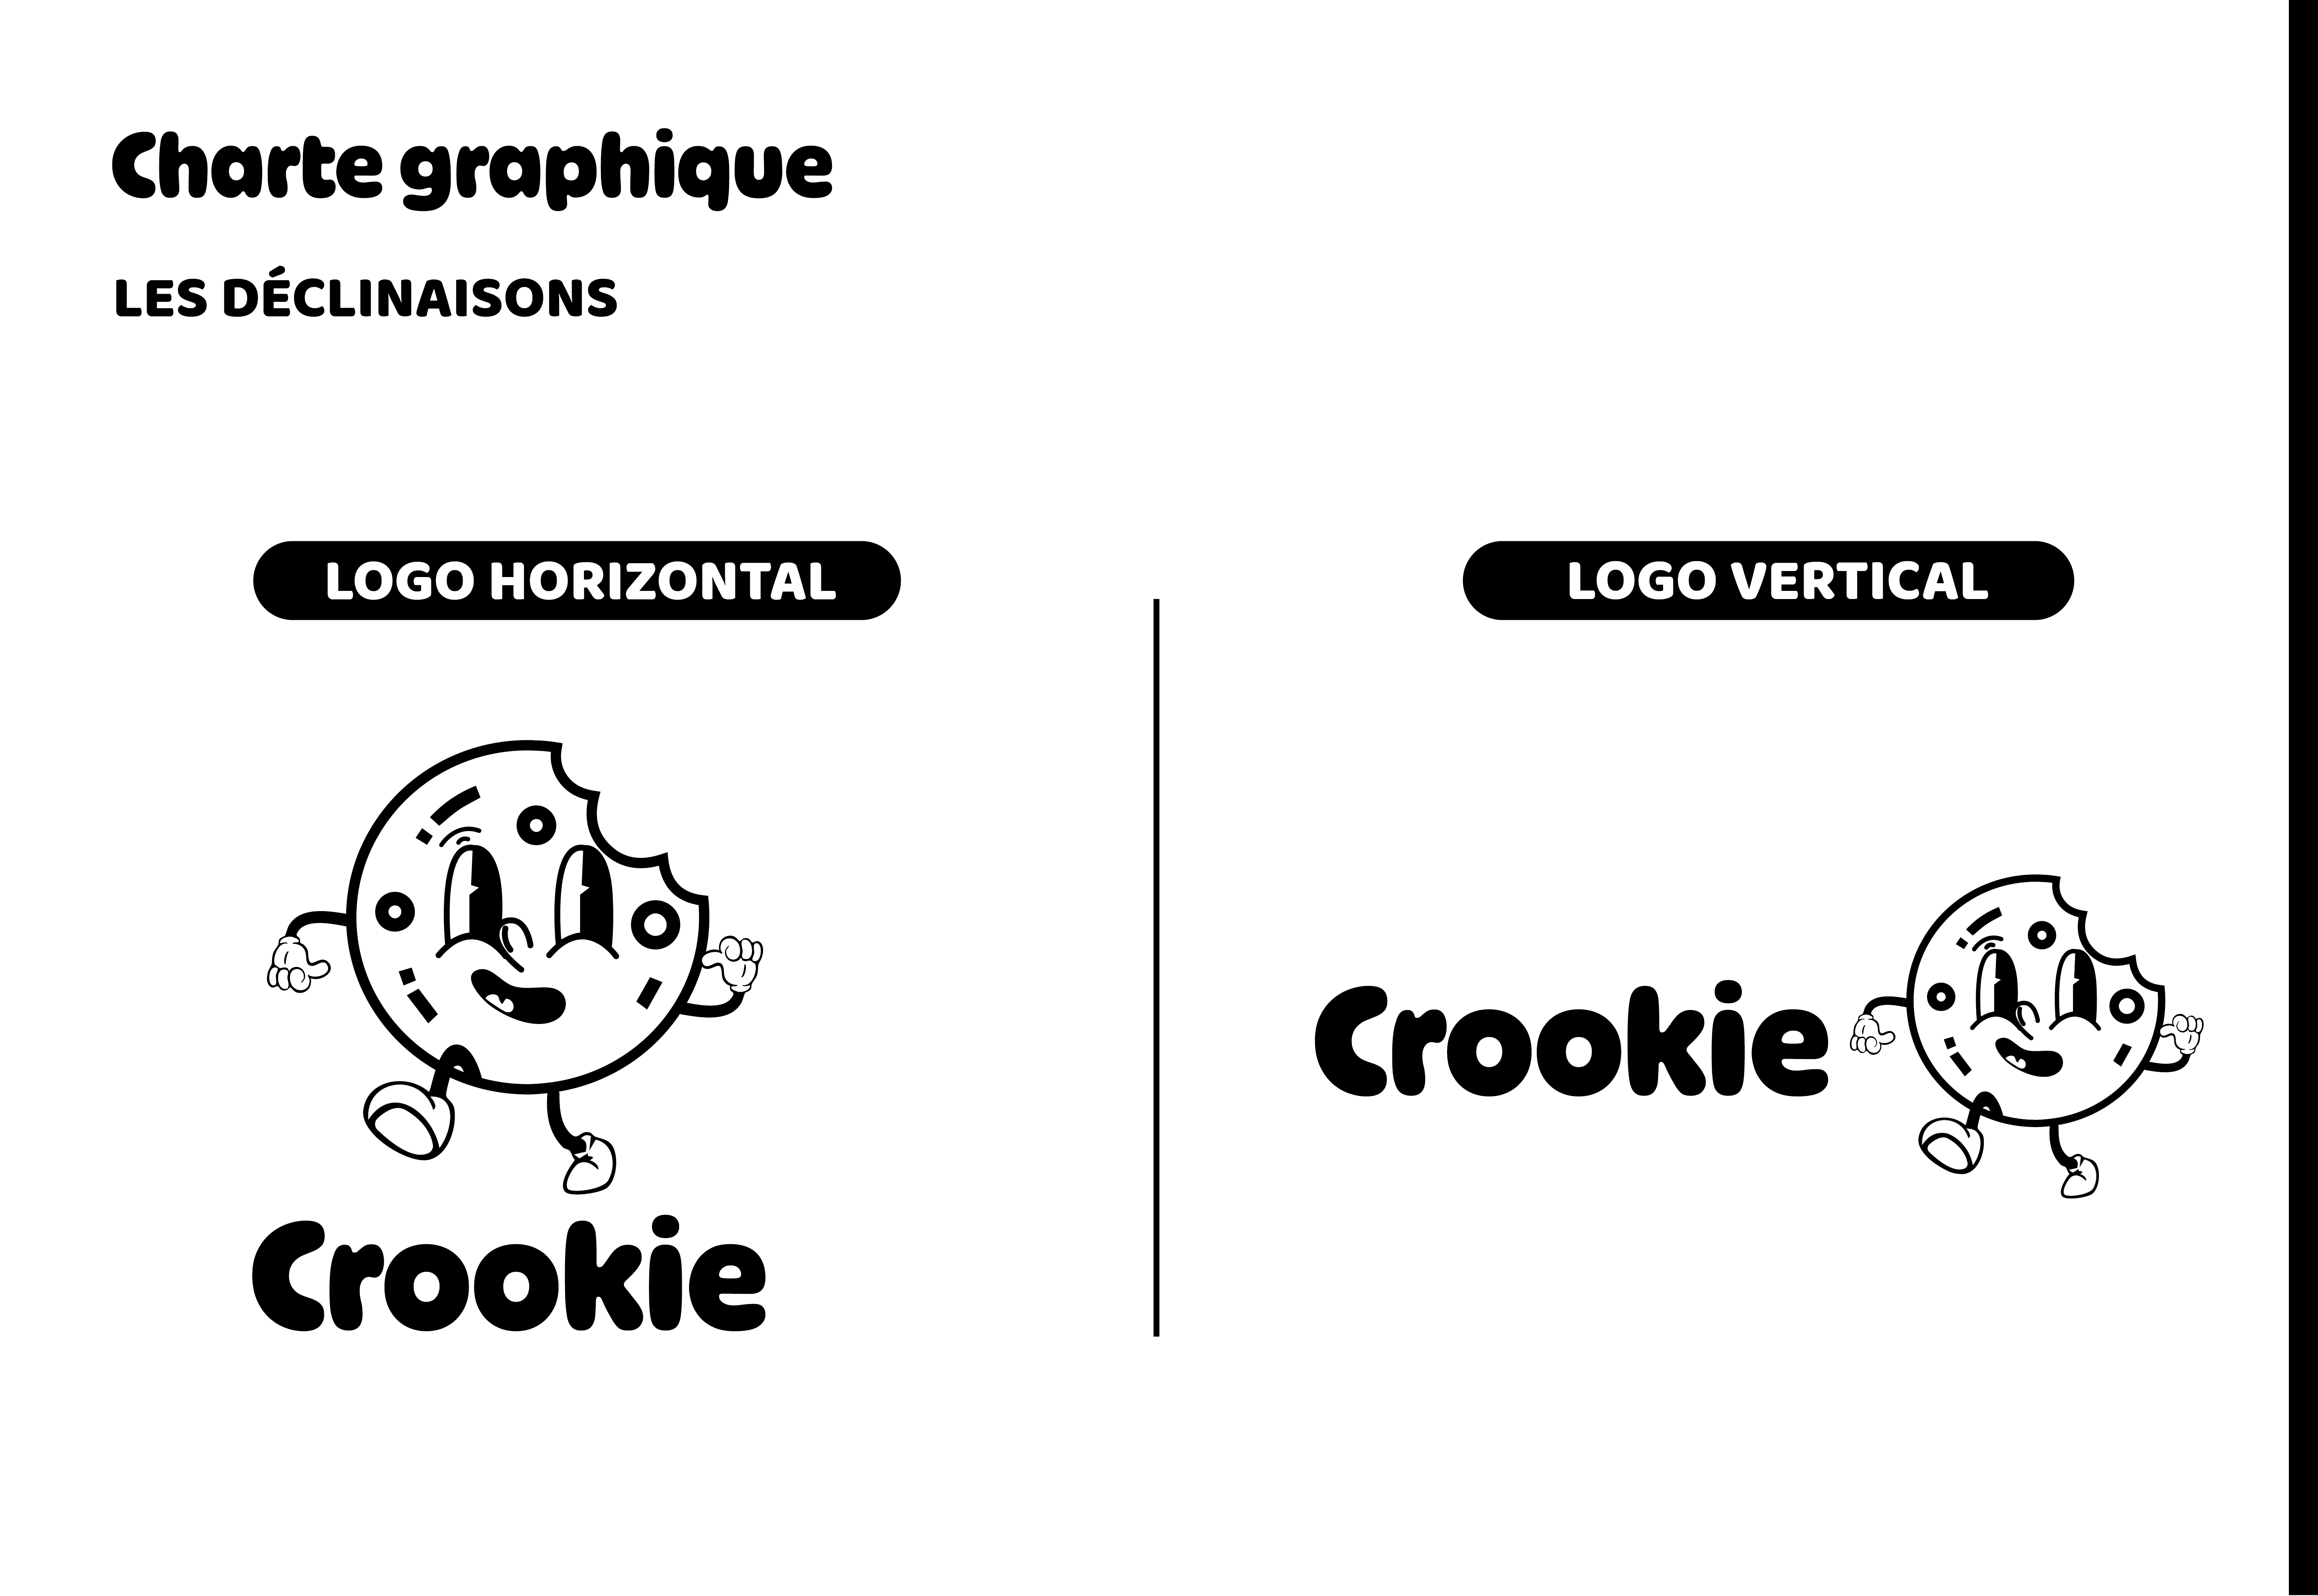 Charte graphique
LES DÉCLINAISONS
LOGO HORIZONTAL
LOGO VERTICAL
Crookie
Crookie